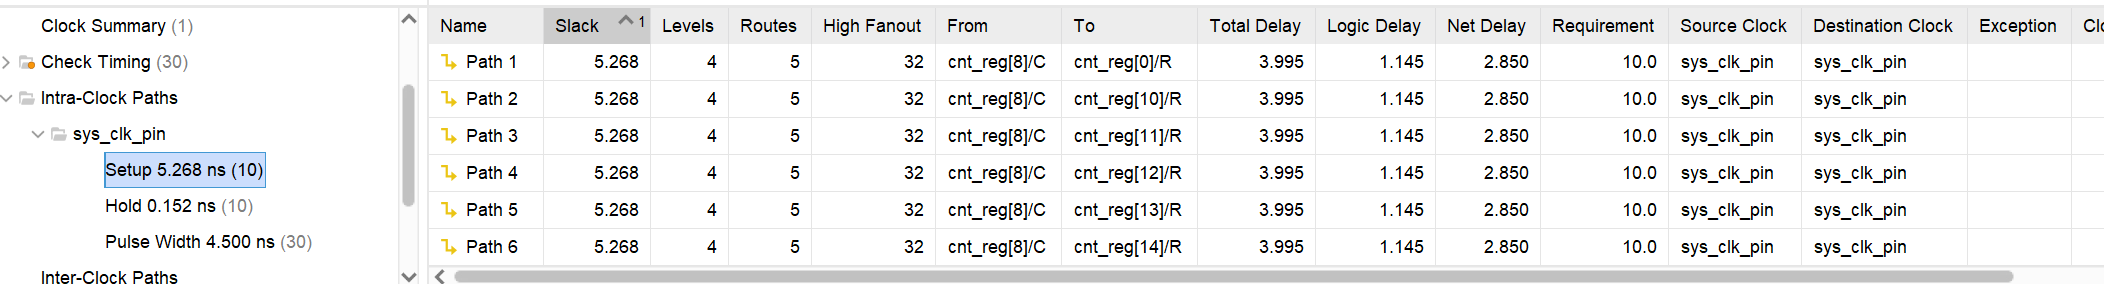 Clock Summary (1)
Check Timing (30)
Intra-Clock Paths
sys_clk_pin
Setup 5.268 ns (10)
Hold 0.152 ns (10)
Pulse Width 4.500 ns (30)
Inter-Clock Paths
Name Slack 1 Levels Routes High Fanout From To Total Delay Logic Delay Net Delay Requirement Source Clock Destination Clock Exception Clo
Path 1 5.268 4 5 32 cnt_reg[8]/C cnt_reg[0]/R 3.995 1.145 2.850 10.0 sys_clk_pin sys_clk_pin
Path 2 5.268 4 5 32 cnt_reg[8]/C cnt_reg[10]/R 3.995 1.145 2.850 10.0 sys_clk_pin sys_clk_pin
Path 3 5.268 4 5 32 cnt_reg[8]/C cnt_reg[11]/R 3.995 1.145 2.850 10.0 sys_clk_pin sys_clk_pin
Path 4 5.268 4 5 32 cnt_reg[8]/C cnt_reg[12]/R 3.995 1.145 2.850 10.0 sys_clk_pin sys_clk_pin
Path 5 5.268 4 5 32 cnt_reg[8]/C cnt_reg[13]/R 3.995 1.145 2.850 10.0 sys_clk_pin sys_clk_pin
Path 6 5.268 4 5 32 cnt_reg[8]/C cnt_reg[14]/R 3.995 1.145 2.850 10.0 sys_clk_pin sys_clk_pin